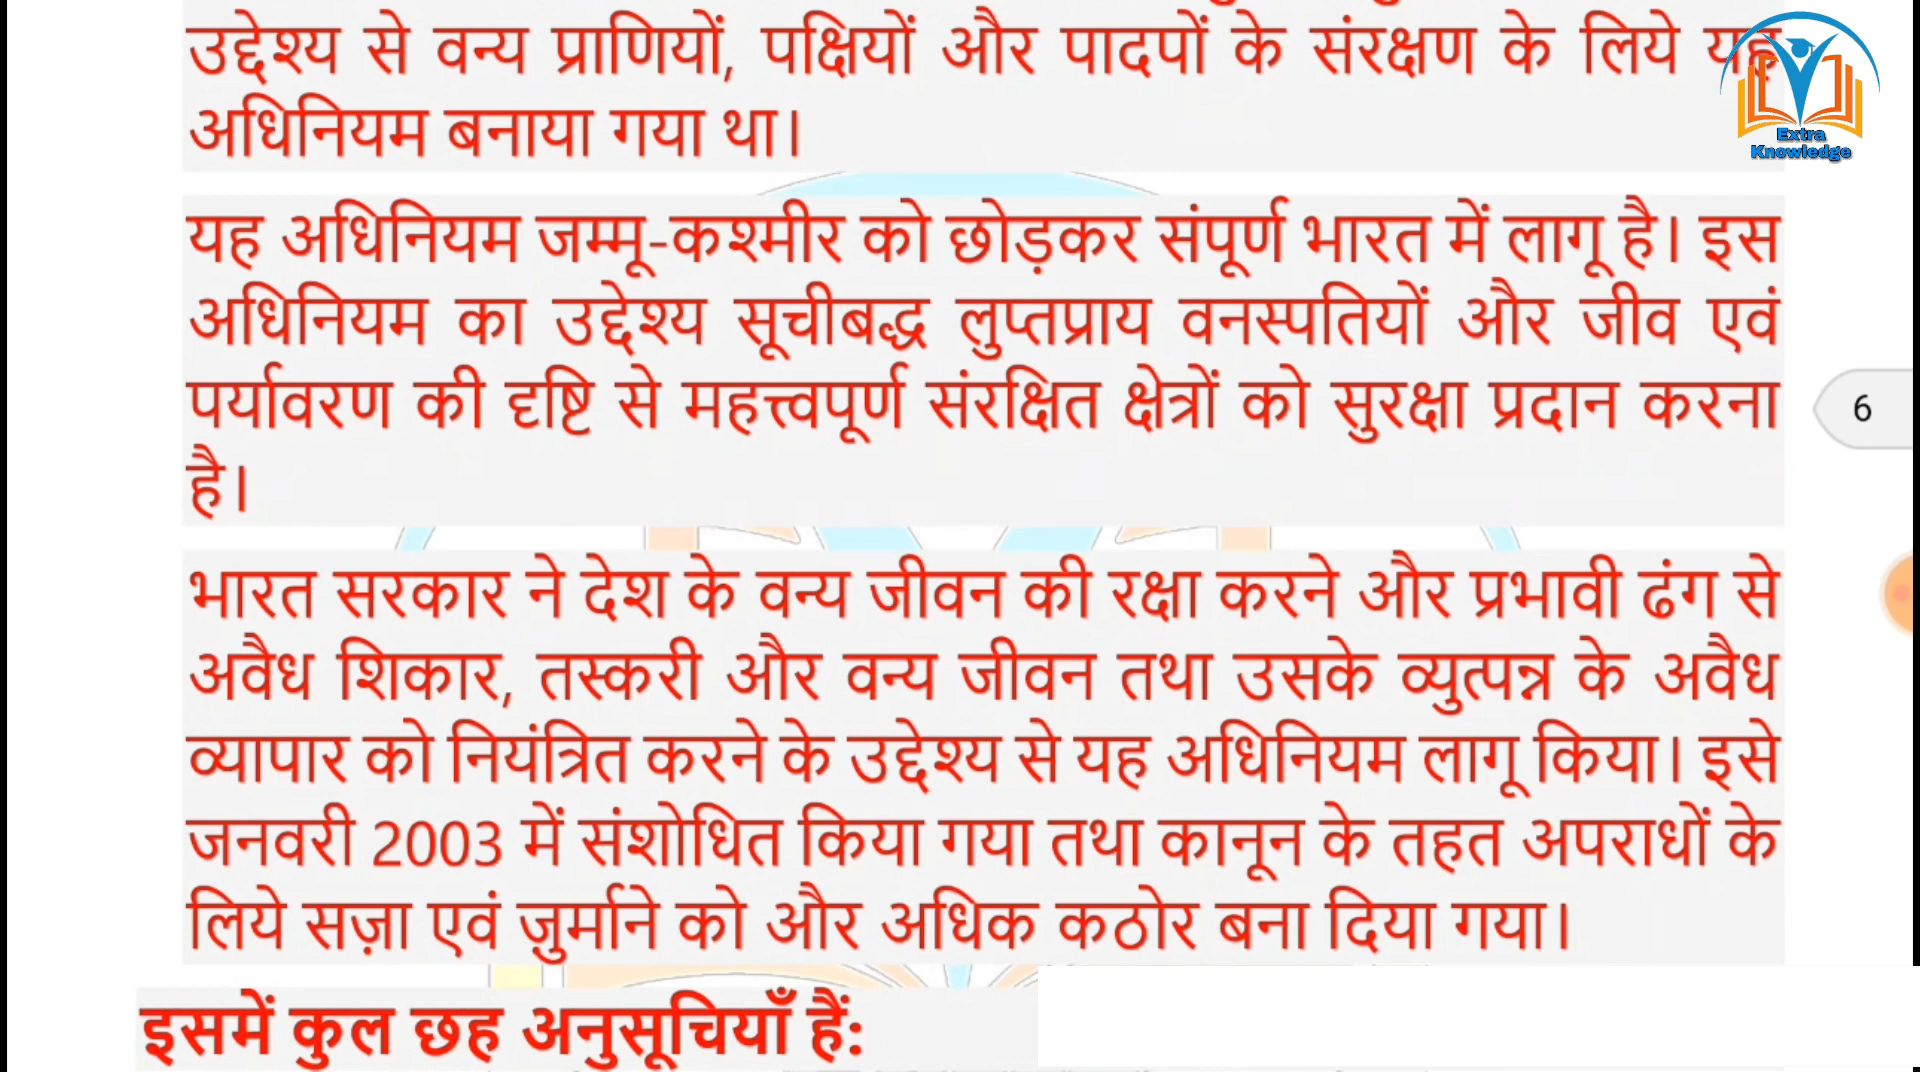 उद्देश्य से वन्य प्राणियों, पक्षियों और पादपों के संरक्षण के लिये यह
अधिनियम बनाया गया था।
Extra
Knowledge
यह अधिनियम जम्मू-कश्मीर को छोड़कर संपूर्ण भारत में लागू है। इस
अधिनियम का उद्देश्य सूचीबद्ध लुप्तप्राय वनस्पतियों और जीव एवं
पर्यावरण की दृष्टि से महत्त्वपूर्ण संरक्षित क्षेत्रों को सुरक्षा प्रदान करना
6
है।
भारत सरकार ने देश के वन्य जीवन की रक्षा करने और प्रभावी ढंग से
अवैध शिकार, तस्करी और वन्य जीवन तथा उसके व्युत्पन्न के अवैध
व्यापार को नियंत्रित करने के उद्देश्य से यह अधिनियम लागू किया। इसे
जनवरी 2003 में संशोधित किया गया तथा कानून के तहत अपराधों के
लिये सज़ा एवं ज़ुर्माने को और अधिक कठोर बना दिया गया।
इसमें कुल छह अनुसूचियाँ हैं: